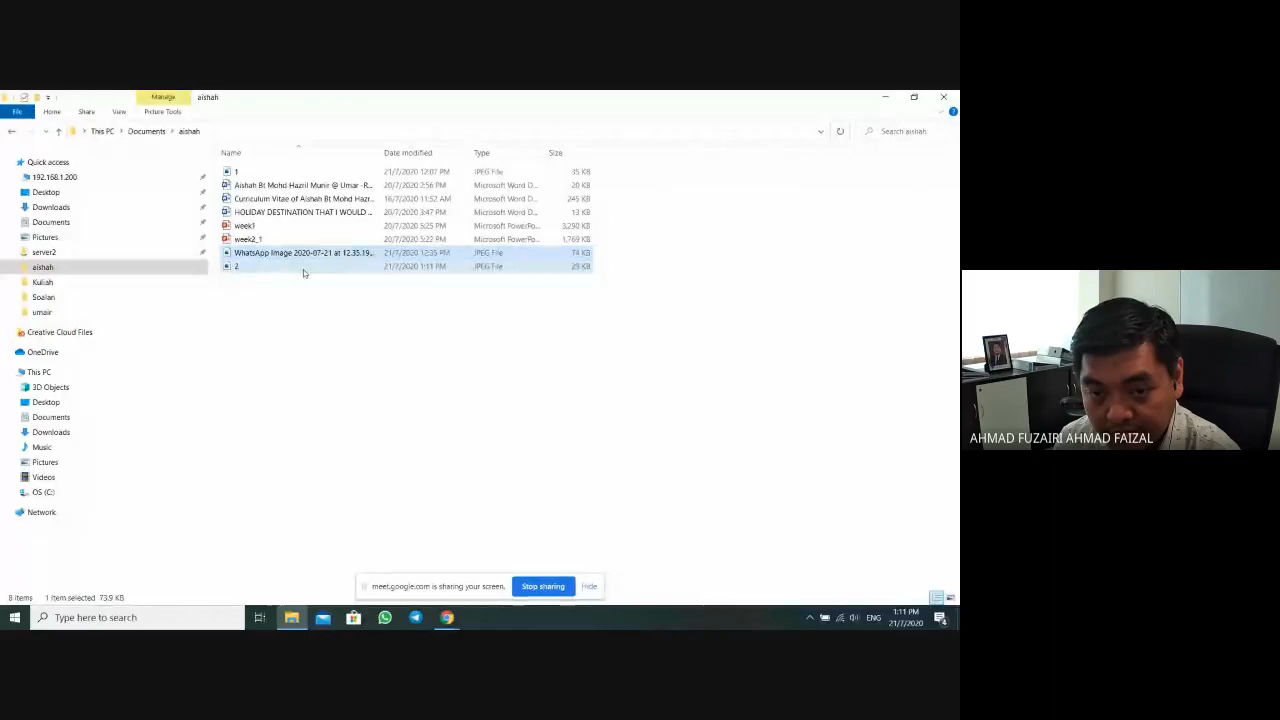 Manage
aishah
File
Home
Share
View
Picture Tools
This PC
Documents
aishah
Search aishah
Name
Date modified
Type
Size
1
21/7/2020 12:07 PM
JPEG File
35 KB
Aishah Bt Mohd Hazril Munir @ Umar -R...
20/7/2020 2:56 PM
Microsoft Word D...
20 KB
Curriculum Vitae of Aishah Bt Mohd Hazr...
16/7/2020 11:52 AM
Microsoft Word D...
245 KB
HOLIDAY DESTINATION THAT I WOULD ...
20/7/2020 3:47 PM
Microsoft Word D...
13 KB
week1
20/7/2020 5:25 PM
Microsoft PowerPo...
3,290 KB
week2_1
20/7/2020 5:22 PM
Microsoft PowerPo...
1,769 KB
WhatsApp Image 2020-07-21 at 12.35.19...
21/7/2020 12:35 PM
JPEG File
74 KB
2
21/7/2020 1:11 PM
JPEG File
29 KB
Quick access
192.168.1.200
Desktop
Downloads
Documents
Pictures
server2
aishah
Kuliah
Soalan
umair
Creative Cloud Files
OneDrive
This PC
3D Objects
Desktop
Documents
Downloads
Music
Pictures
Videos
OS (C:)
Network
meet.google.com is sharing your screen.
Stop sharing
Hide
8 items
1 item selected 73.9 KB
Type here to search
ENG
1:11 PM
21/7/2020
AHMAD FUZAIRI AHMAD FAIZAL